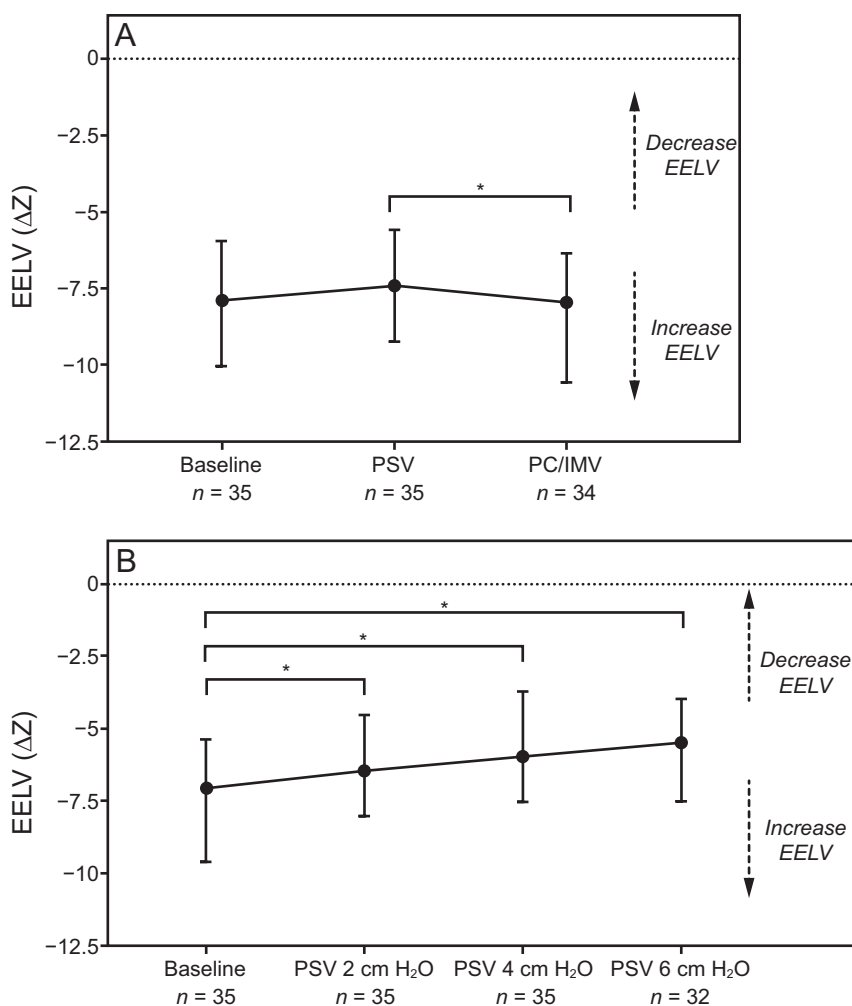 A
EELV (ΔZ)
0
−2.5
−5
−7.5
−10
−12.5
*
Decrease
EELV
Increase
EELV
Baseline
n = 35
PSV
n = 35
PC/IMV
n = 34
B
EELV (ΔZ)
0
−2.5
−5
−7.5
−10
−12.5
*
*
*
Decrease
EELV
Increase
EELV
Baseline
n = 35
PSV 2 cm H₂O
n = 35
PSV 4 cm H₂O
n = 35
PSV 6 cm H₂O
n = 32